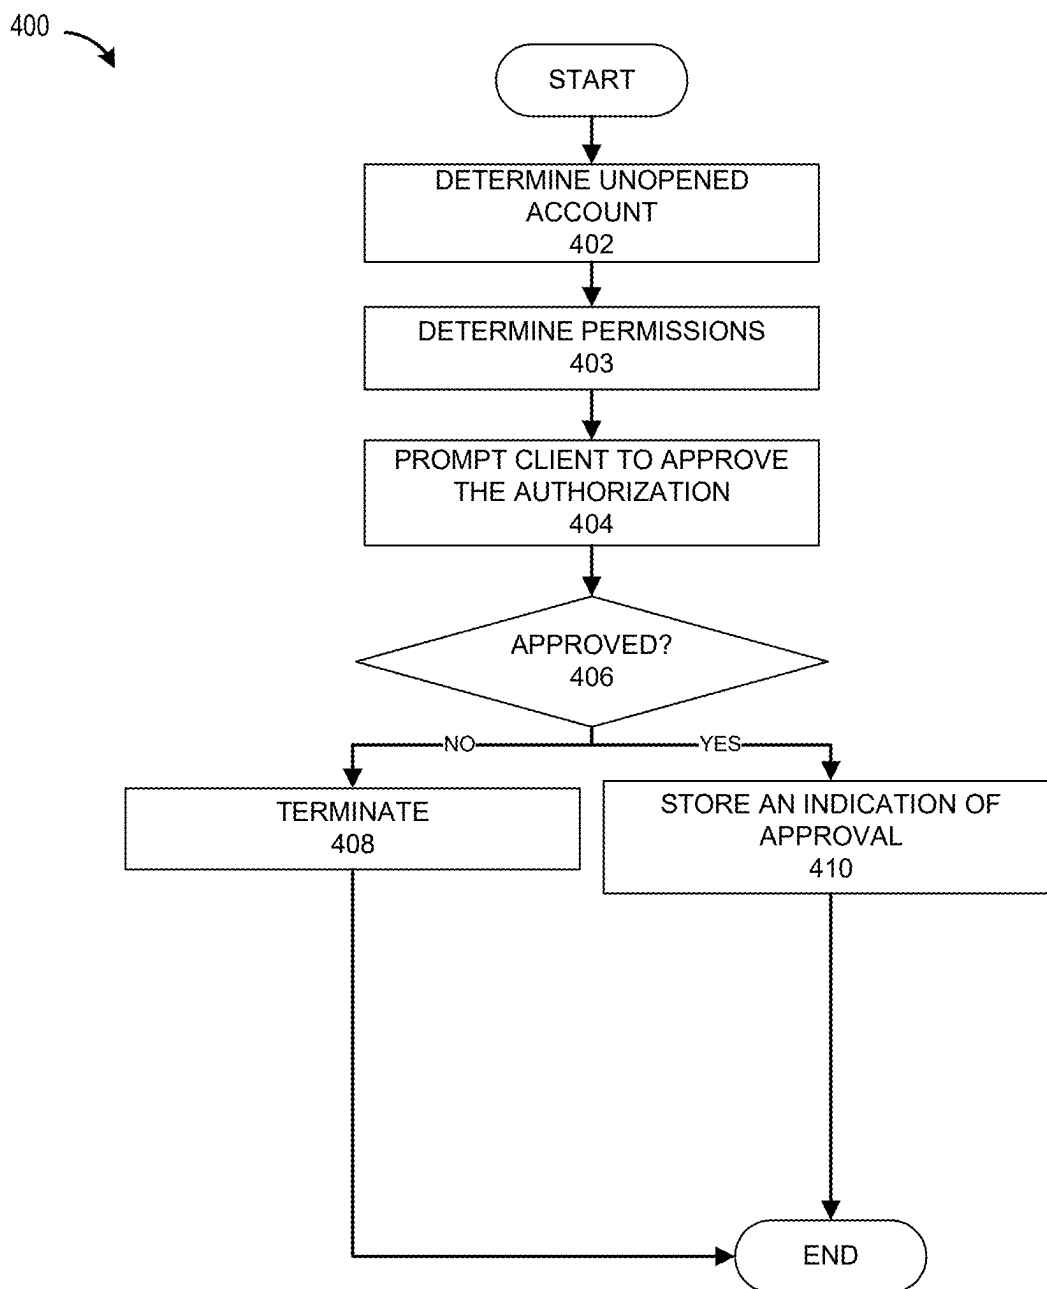 400
START
DETERMINE UNOPENED
ACCOUNT
402
DETERMINE PERMISSIONS
403
PROMPT CLIENT TO APPROVE
THE AUTHORIZATION
404
APPROVED?
406
NO
YES
TERMINATE
408
STORE AN INDICATION OF
APPROVAL
410
END